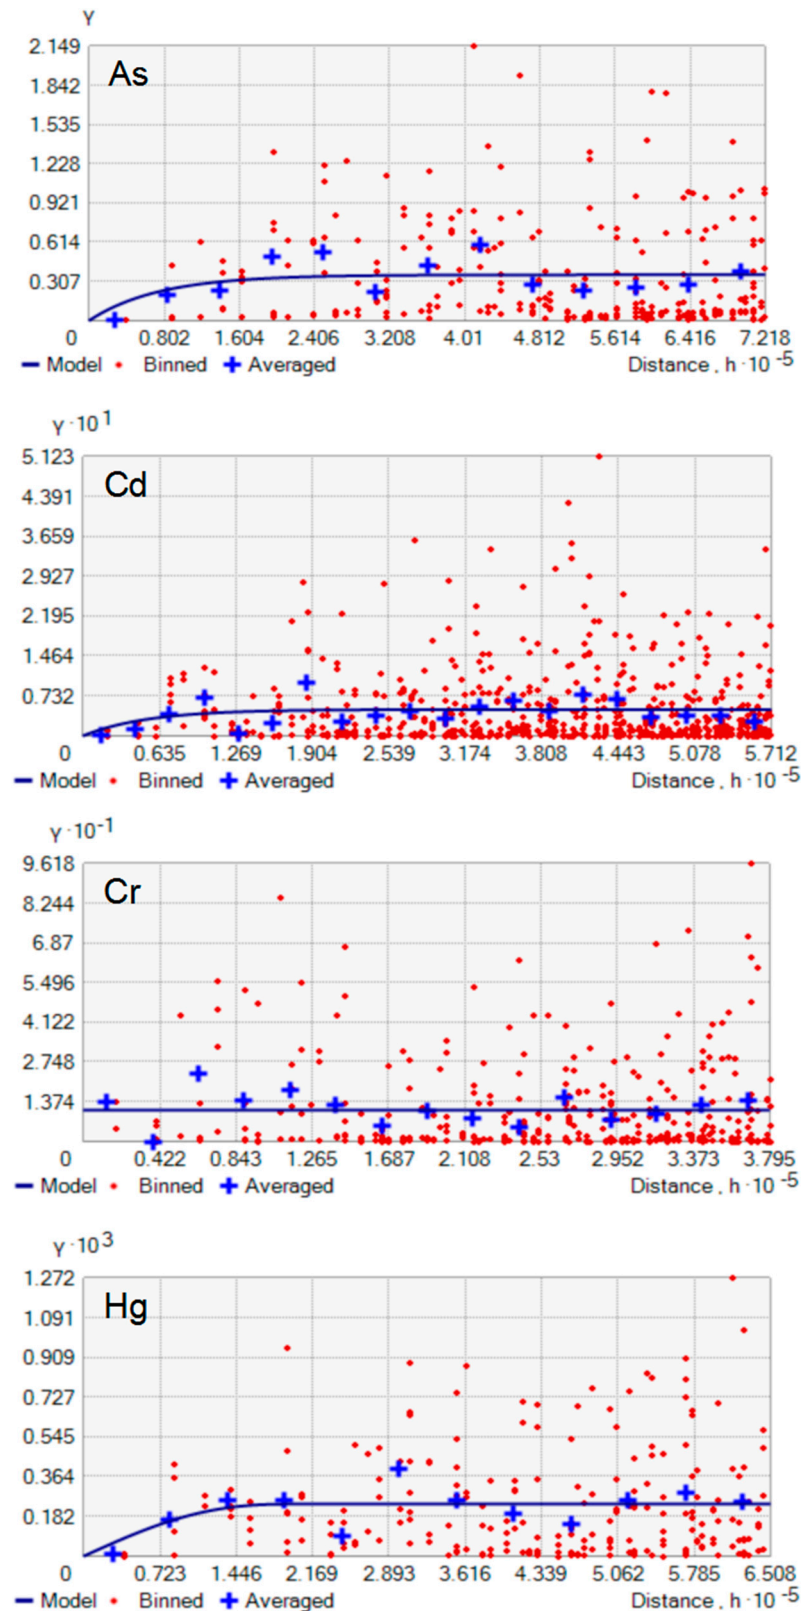 γ
2.149
As
1.842
1.535
1.228
0.921
0.614
0.307
0 0.802 1.604 2.406 3.208 4.01 4.812 5.614 6.416 7.218
Model Binned Averaged Distance, h·10 -5
γ·10 1
5.123
Cd
4.391
3.659
2.927
2.195
1.464
0.732
0 0.635 1.269 1.904 2.539 3.174 3.808 4.443 5.078 5.712
Model Binned Averaged Distance, h·10 -5
γ·10 -1
9.618
Cr
8.244
6.87
5.496
4.122
2.748
1.374
0 0.422 0.843 1.265 1.687 2.108 2.53 2.952 3.373 3.795
Model Binned Averaged Distance, h·10 -5
γ·10 3
1.272
Hg
1.091
0.909
0.727
0.545
0.364
0.182
0 0.723 1.446 2.169 2.893 3.616 4.339 5.062 5.785 6.508
Model Binned Averaged Distance, h·10 -5